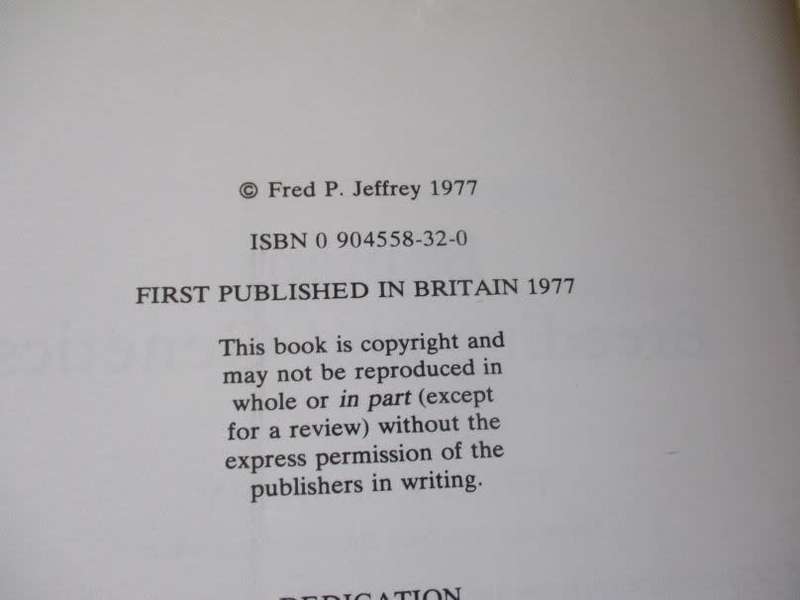 © Fred P. Jeffrey 1977
ISBN 0 904558-32-0
FIRST PUBLISHED IN BRITAIN 1977
This book is copyright and
may not be reproduced in
whole or in part (except
for a review) without the
express permission of the
publishers in writing.
DEDICATION